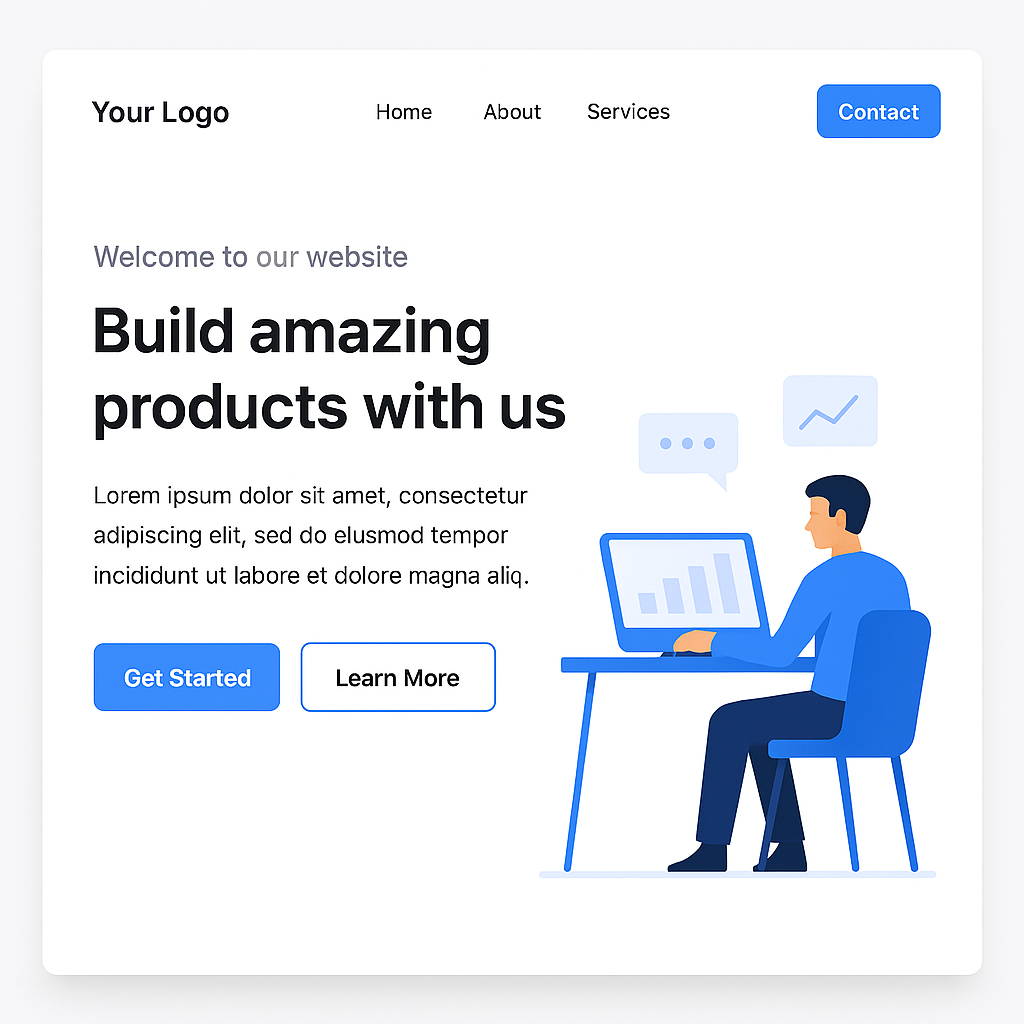 Your Logo
Home
About
Services
Contact
Welcome to our website
Build amazing
products with us
Lorem ipsum dolor sit amet, consectetur
adipiscing elit, sed do elusmod tempor
incididunt ut labore et dolore magna aliq.
Get Started
Learn More